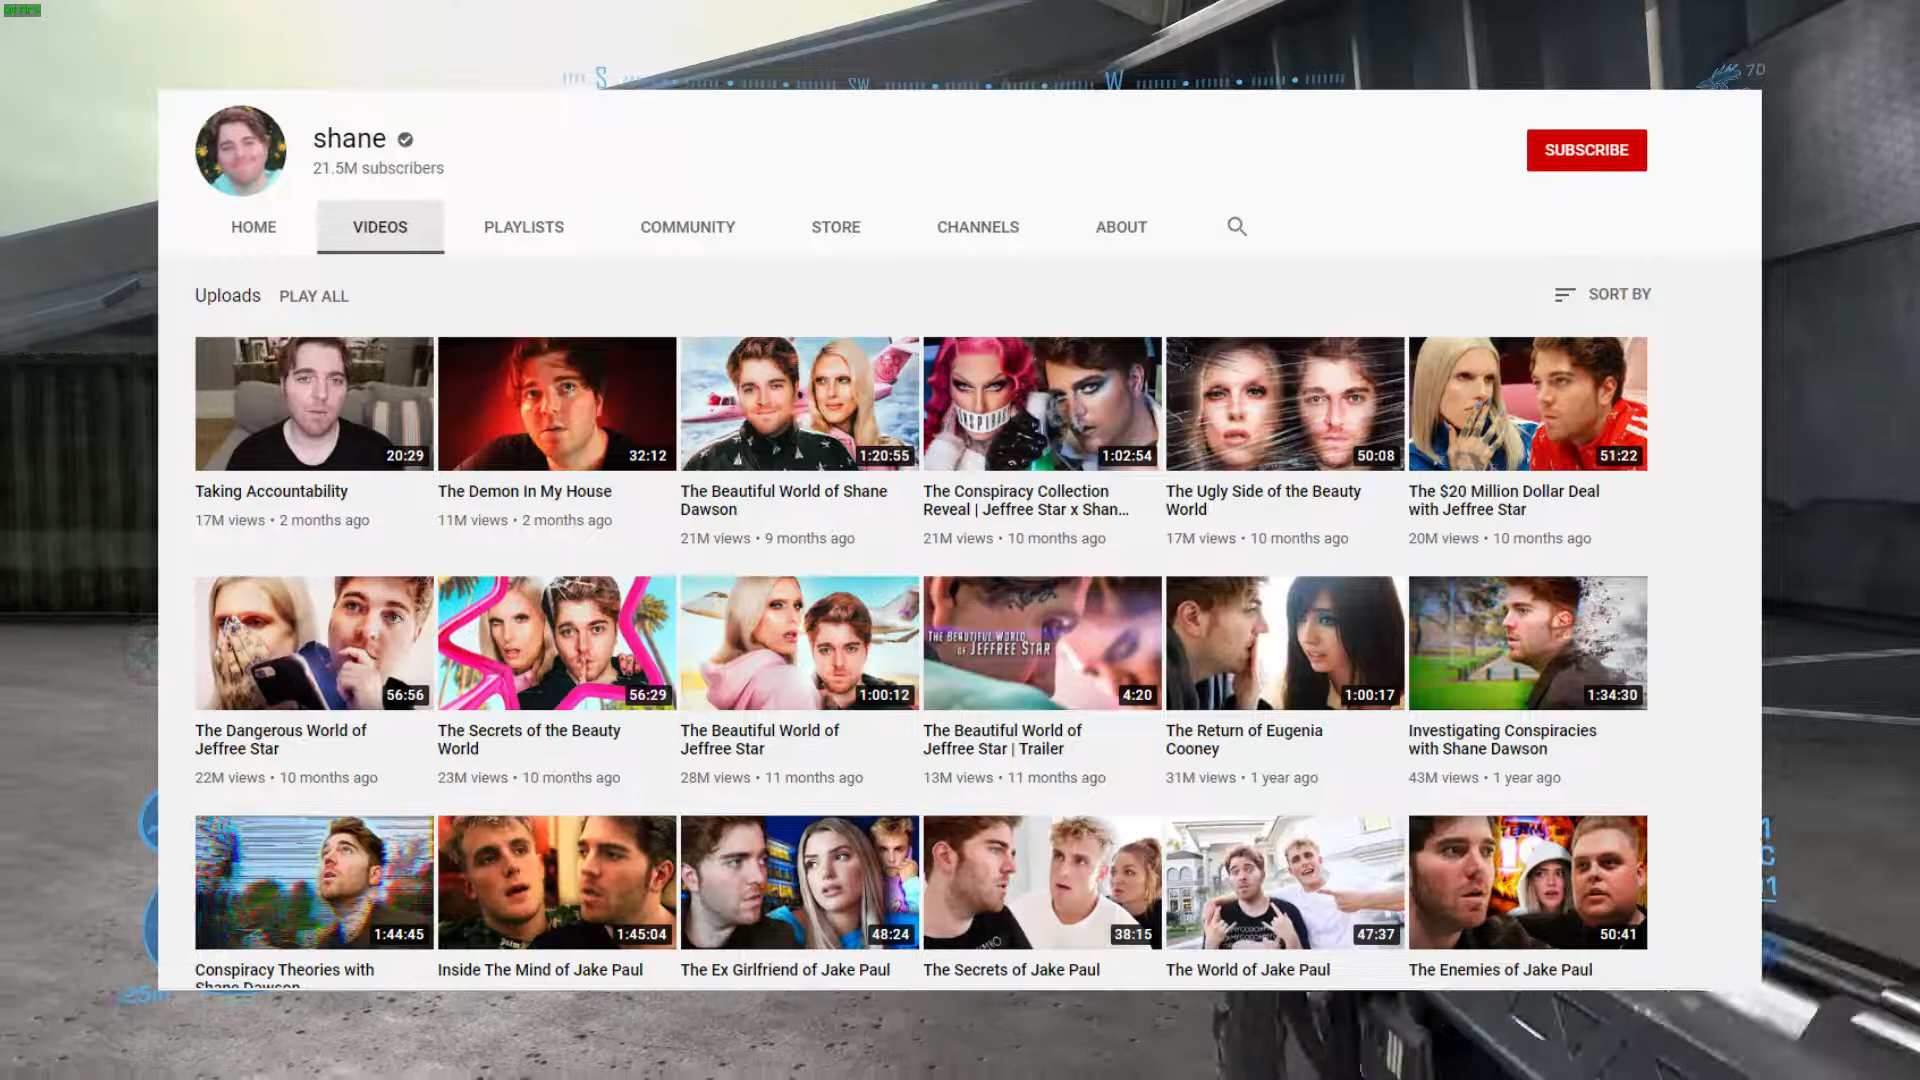 S
SW
W
70
shane
21.5M subscribers
SUBSCRIBE
HOME
VIDEOS
PLAYLISTS
COMMUNITY
STORE
CHANNELS
ABOUT
Uploads
PLAY ALL
SORT BY
20:29
32:12
1:20:55
1:02:54
50:08
51:22
Taking Accountability
17M views • 2 months ago
The Demon In My House
11M views • 2 months ago
The Beautiful World of Shane
Dawson
21M views • 9 months ago
The Conspiracy Collection
Reveal | Jeffree Star x Shan...
21M views • 10 months ago
The Ugly Side of the Beauty
World
17M views • 10 months ago
The $20 Million Dollar Deal
with Jeffree Star
20M views • 10 months ago
56:56
56:29
1:00:12
THE BEAUTIFUL WORLD
OF JEFFREE STAR
4:20
1:00:17
1:34:30
The Dangerous World of
Jeffree Star
22M views • 10 months ago
The Secrets of the Beauty
World
23M views • 10 months ago
The Beautiful World of
Jeffree Star
28M views • 11 months ago
The Beautiful World of
Jeffree Star | Trailer
13M views • 11 months ago
The Return of Eugenia
Cooney
31M views • 1 year ago
Investigating Conspiracies
with Shane Dawson
43M views • 1 year ago
1:44:45
1:45:04
48:24
38:15
47:37
TEAM
10
50:41
Conspiracy Theories with
Shane Dawson
Inside The Mind of Jake Paul
The Ex Girlfriend of Jake Paul
The Secrets of Jake Paul
The World of Jake Paul
The Enemies of Jake Paul
25m